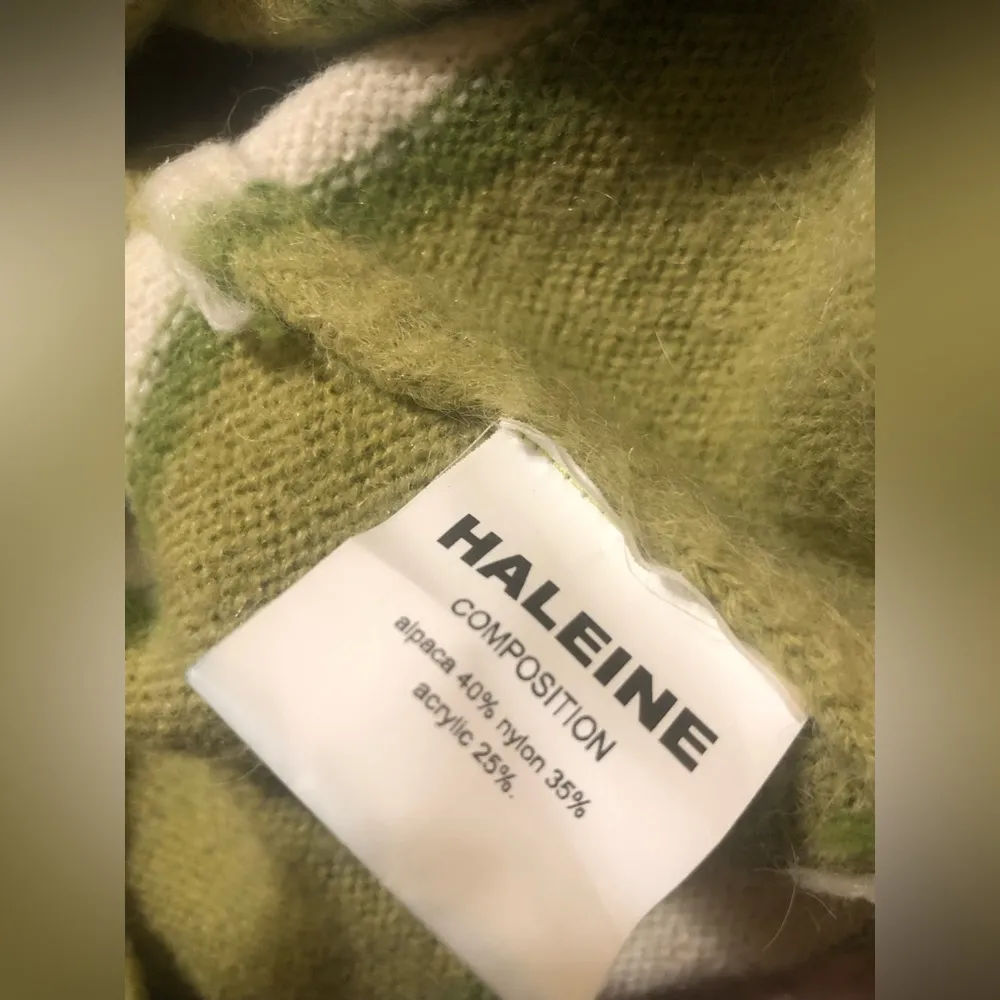 HALEINE
COMPOSITION
alpaca 40% nylon 35%
acrylic 25%.